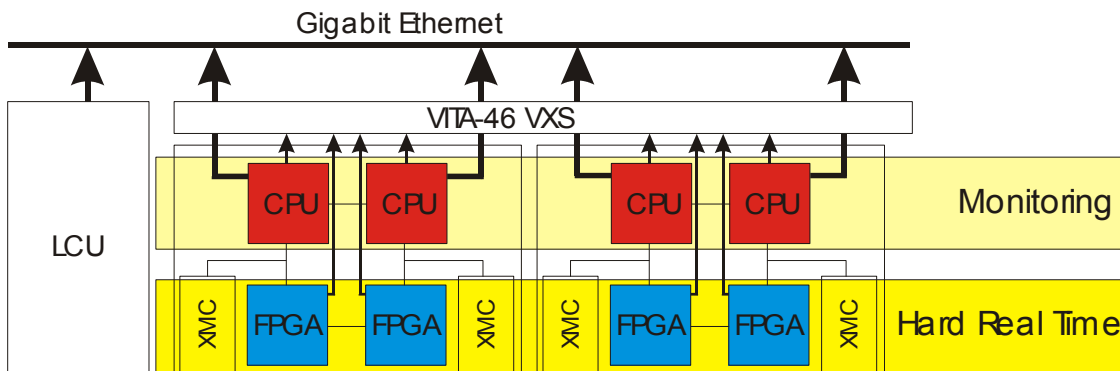 Gigabit Ethernet
VITA-46 VXS
CPU CPU CPU CPU
Monitoring
LCU
XMC FPGA FPGA XMC XMC FPGA FPGA XMC
Hard Real Time